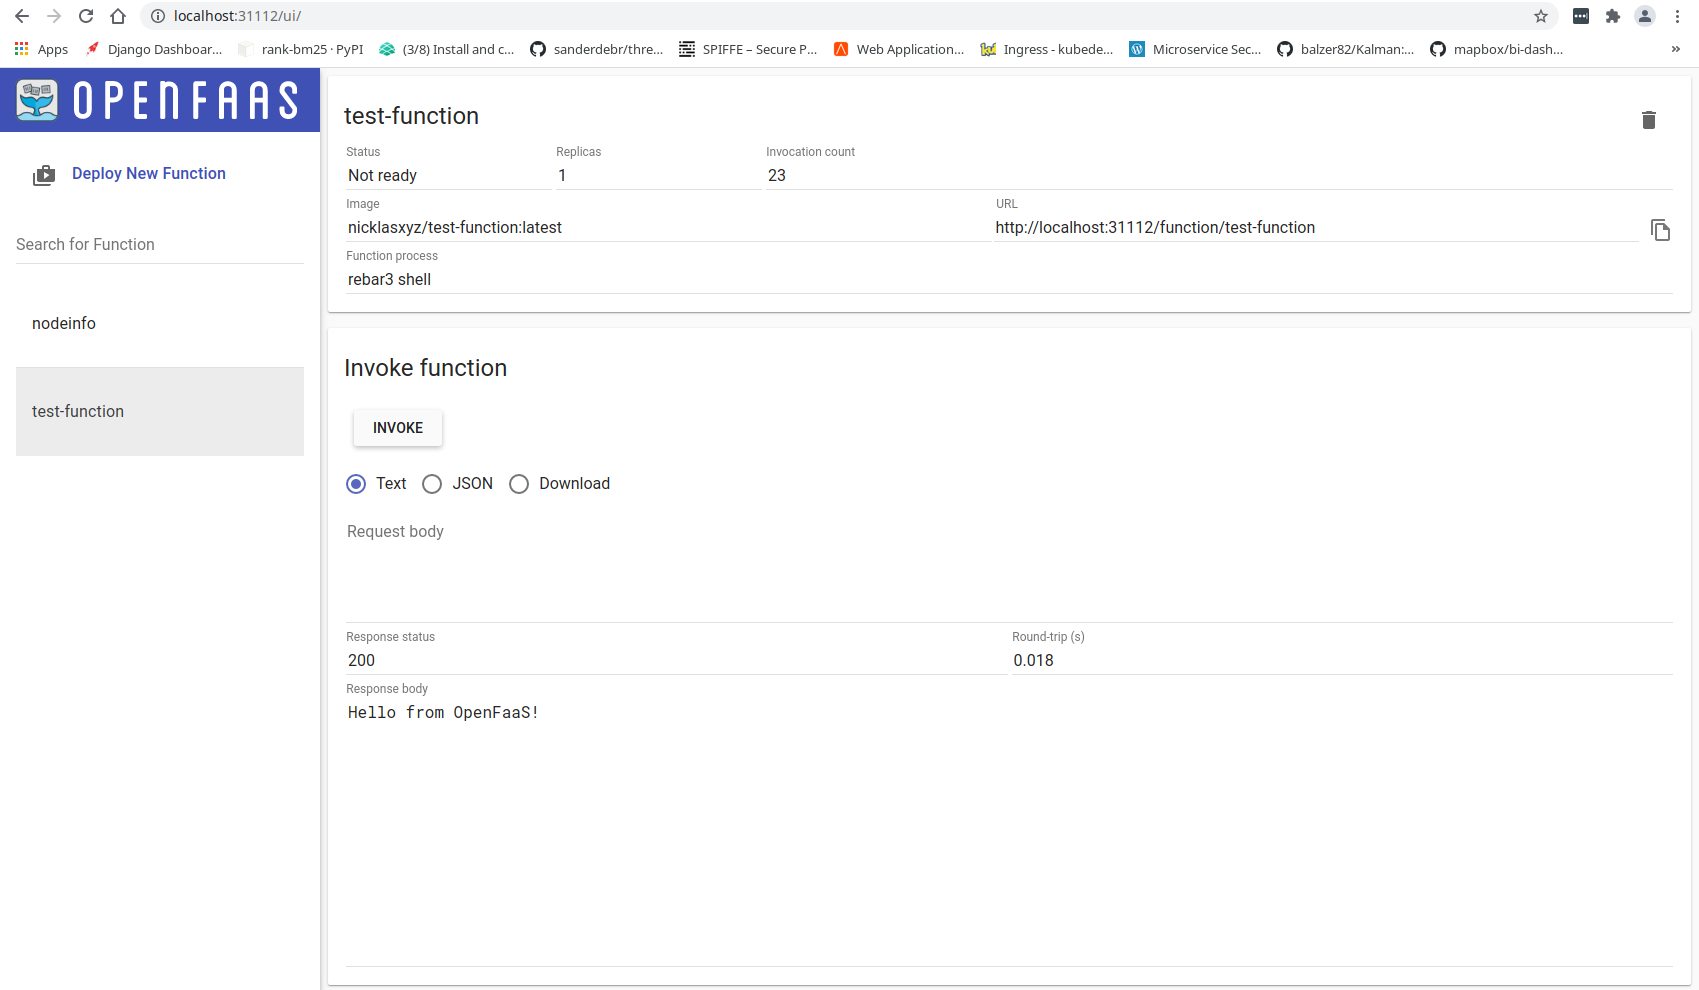 localhost:31112/ui/
Apps Django Dashboar... rank-bm25 · PyPI (3/8) Install and c... sanderdebr/thre... SPIFFE – Secure P... Web Application... Ingress - kubede... Microservice Sec... balzer82/Kalman:... mapbox/bi-dash... »
OPENFAAS
Deploy New Function
Search for Function
nodeinfo
test-function
test-function
Status Replicas Invocation count
Not ready 1 23
Image URL
nicklasxyz/test-function:latest http://localhost:31112/function/test-function
Function process
rebar3 shell
Invoke function
INVOKE
Text JSON Download
Request body
Response status Round-trip (s)
200 0.018
Response body
Hello from OpenFaaS!